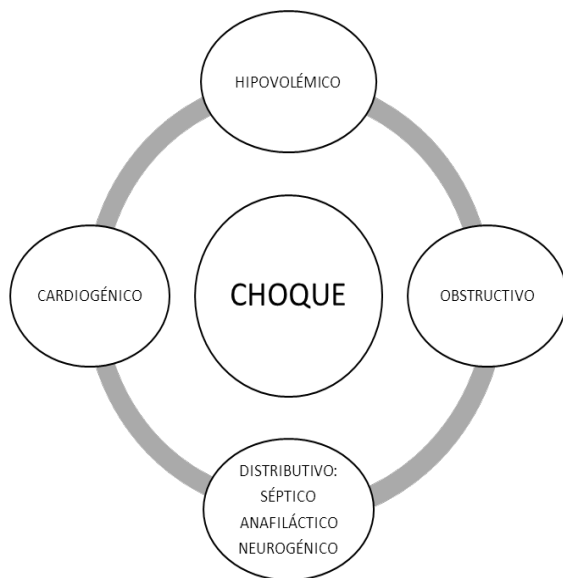 HIPOVOLÉMICO
CARDIOGÉNICO
CHOQUE
OBSTRUCTIVO
DISTRIBUTIVO:
SÉPTICO
ANAFILÁCTICO
NEUROGÉNICO